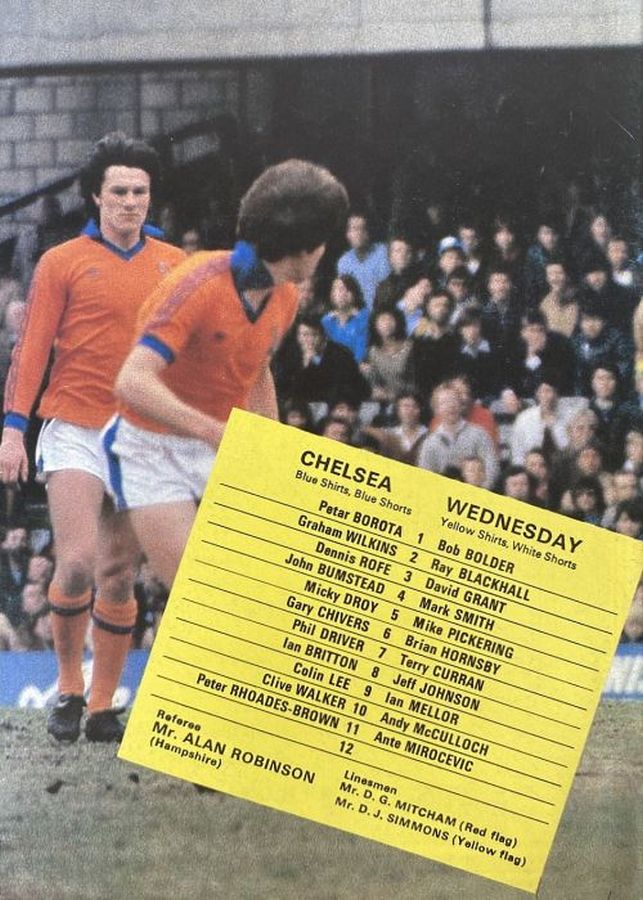 CHELSEA
Blue Shirts, Blue Shorts
WEDNESDAY
Yellow Shirts, White Shorts
Petar BOROTA 1 Bob BOLDER
Graham WILKINS 2 Ray BLACKHALL
Dennis ROFE 3 David GRANT
John BUMSTEAD 4 Mark SMITH
Micky DROY 5 Mike PICKERING
Gary CHIVERS 6 Brian HORNSBY
Phil DRIVER 7 Terry CURRAN
Ian BRITTON 8 Jeff JOHNSON
Colin LEE 9 Ian MELLOR
Clive WALKER 10 Andy McCULLOCH
Peter RHOADES-BROWN 11 Ante MIROCEVIC
12
Referee
Mr. ALAN ROBINSON
(Hampshire)
Linesmen
Mr. D. G. MITCHAM (Red flag)
Mr. D. J. SIMMONS (Yellow flag)